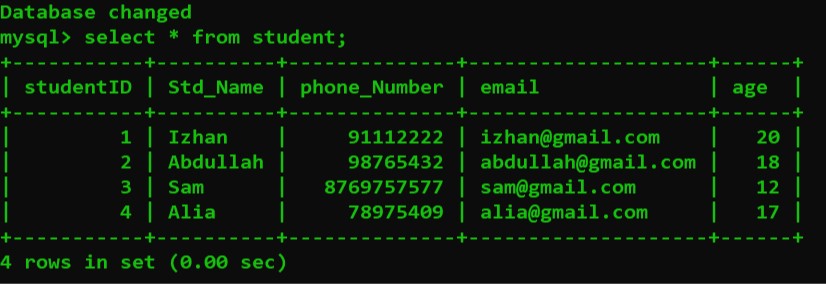 Database changed
mysql> select * from student;
+-----------+-----------+--------------+--------------------+------+
| studentID | Std_Name | phone_Number | email | age |
+-----------+-----------+--------------+--------------------+------+
| 1 | Izhan | 91112222 | izhan@gmail.com | 20 |
| 2 | Abdullah | 98765432 | abdullah@gmail.com | 18 |
| 3 | Sam | 8769757577 | sam@gmail.com | 12 |
| 4 | Alia | 78975409 | alia@gmail.com | 17 |
+-----------+-----------+--------------+--------------------+------+
4 rows in set (0.00 sec)